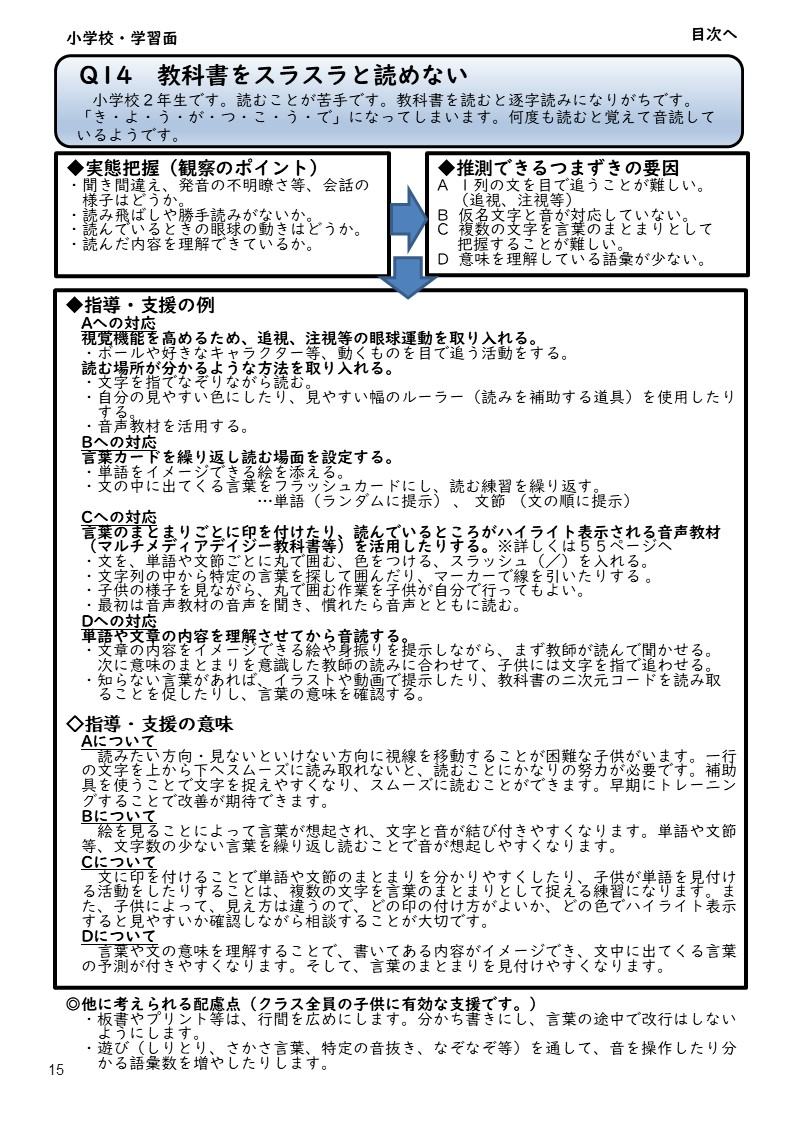 小学校・学習面
目次へ
Q14　教科書をスラスラと読めない
　小学校２年生です。読むことが苦手です。教科書を読むと逐字読みになりがちです。
「き・よ・う・が・つ・こ・う・で」になってしまいます。何度も読むと覚えて音読して
いるようです。
◆実態把握（観察のポイント）
・聞き間違え、発音の不明瞭さ等、会話の
様子はどうか。
・読み飛ばしや勝手読みがないか。
・読んでいるときの眼球の動きはどうか。
・読んだ内容を理解できているか。
◆推測できるつまずきの要因
A　１列の文を目で追うことが難しい。
（追視、注視等）
B　仮名文字と音が対応していない。
C　複数の文字を言葉のまとまりとして
把握することが難しい。
D　意味を理解している語彙が少ない。
◆指導・支援の例
Aへの対応
視覚機能を高めるため、追視、注視等の眼球運動を取り入れる。
・ボールや好きなキャラクター等、動くものを目で追う活動をする。
読む場所が分かるような方法を取り入れる。
・文字を指でなぞりながら読む。
・自分の見やすい色にしたり、見やすい幅のルーラー（読みを補助する道具）を使用したり
する。
・音声教材を活用する。
Bへの対応
言葉カードを繰り返し読む場面を設定する。
・単語をイメージできる絵を添える。
・文の中に出てくる言葉をフラッシュカードにし、読む練習を繰り返す。
…単語（ランダムに提示）、文節 （文の順に提示）
Cへの対応
言葉のまとまりごとに印を付けたり、読んでいるところがハイライト表示される音声教材
（マルチメディアデイジー教科書等）を活用したりする。※詳しくは５５ページへ
・文を、単語や文節ごとに丸で囲む、色をつける、スラッシュ（／）を入れる。
・文字列の中から特定の言葉を探して囲んだり、マーカーで線を引いたりする 。
・子供の様子を見ながら、丸で囲む作業を子供が自分で行ってもよい。
・最初は音声教材の音声を聞き、慣れたら音声とともに読む。
Dへの対応
単語や文章の内容を理解させてから音読する。
・文章の内容をイメージできる絵や身振りを提示しながら、まず教師が読んで聞かせる。
次に意味のまとまりを意識した教師の読みに合わせて、子供には文字を指で追わせる。
・知らない言葉があれば、イラストや動画で提示したり、教科書の二次元コードを読み取
ることを促したりし、言葉の意味を確認する。
◇指導・支援の意味
Aについて
　読みたい方向・見ないといけない方向に視線を移動することが困難な子供がいます。一行
の文字を上から下へスムーズに読み取れないと、読むことにかなりの努力が必要です。補助
具を使うことで文字を捉えやすくなり、スムーズに読むことができます。早期にトレーニン
グすることで改善が期待できます。
Bについて
　絵を見ることによって言葉が想起され、文字と音が結び付きやすくなります。単語や文節
等、文字数の少ない言葉を繰り返し読むことで音が想起しやすくなります。
Cについて
　文に印を付けることで単語や文節のまとまりを分かりやすくしたり、子供が単語を見付け
る活動をしたりすることは、複数の文字を言葉のまとまりとして捉える練習になります。ま
た、子供によって、見え方は違うので、どの印の付け方がよいか、どの色でハイライト表示
すると見やすいか確認しながら相談することが大切です。
Dについて
　言葉や文の意味を理解することで、書いてある内容がイメージでき、文中に出てくる言葉
の予測が付きやすくなります。そして、言葉のまとまりを見付けやすくなります。
◎他に考えられる配慮点（クラス全員の子供に有効な支援です。）
・板書やプリント等は、行間を広めにします。分かち書きにし、言葉の途中で改行はしない
ようにします。
・遊び（しりとり、さかさ言葉、特定の音抜き、なぞなぞ等）を通して、音を操作したり分
かる語彙数を増やしたりします。
15